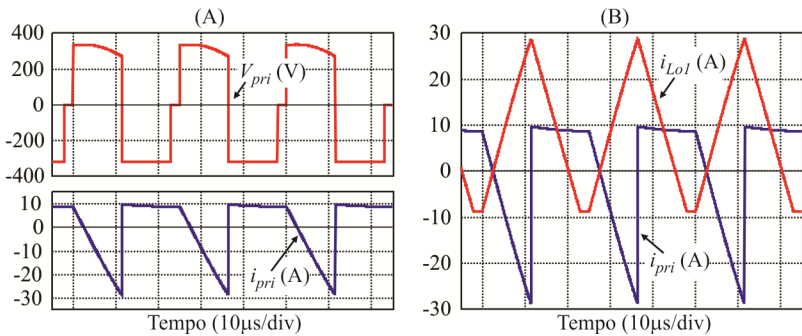 (A)
400
200
0
-200
-400
V_pri (V)
10
0
-10
-20
-30
i_pri (A)
Tempo (10μs/div)
(B)
30
20
10
0
-10
-20
-30
i_Lo1 (A)
i_pri (A)
Tempo (10μs/div)